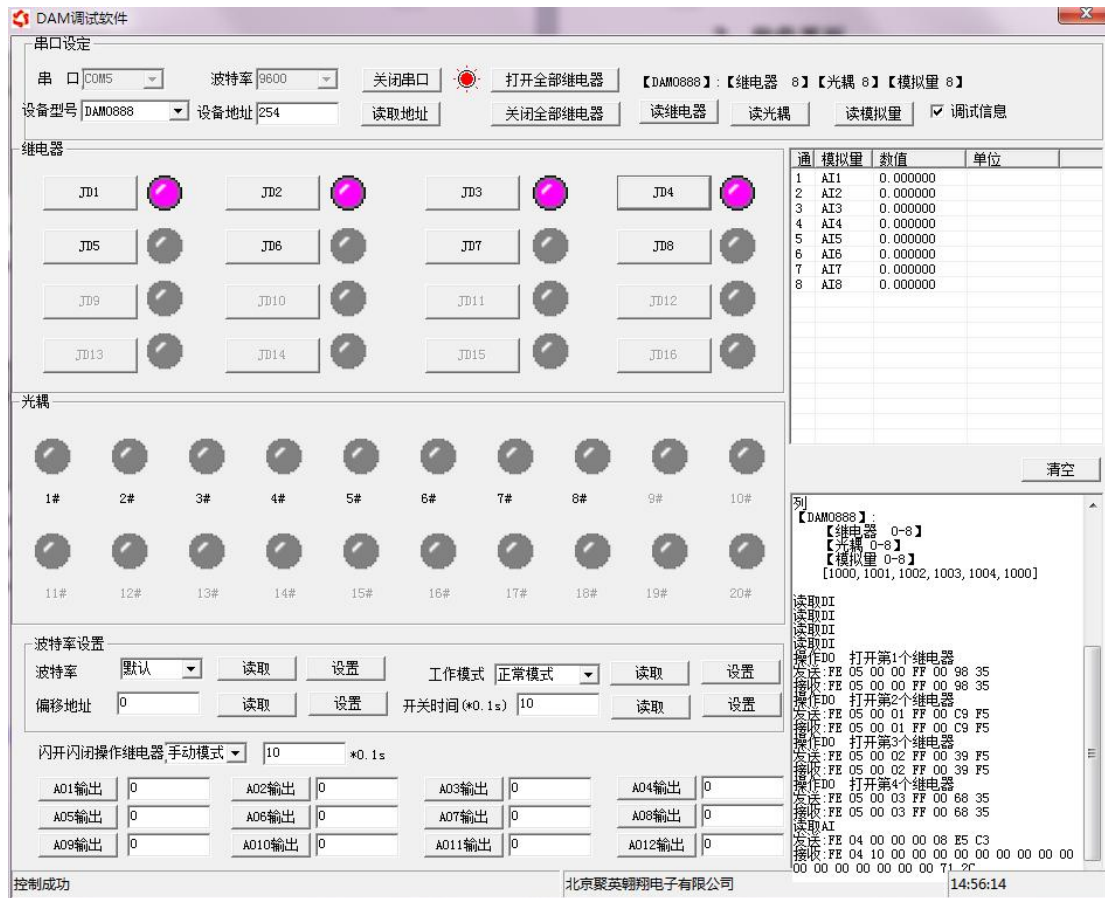 DAM调试软件
串口设定
串 口 COM5 波特率 9600 关闭串口 打开全部继电器 【DAM0888】:【继电器 8】【光耦 8】【模拟量 8】
设备型号 DAM0888 设备地址 254 读取地址 关闭全部继电器 读继电器 读光耦 读模拟量 调试信息
继电器
JD1 JD2 JD3 JD4
JD5 JD6 JD7 JD8
JD9 JD10 JD11 JD12
JD13 JD14 JD15 JD16
通 模拟量 数值 单位
1 AI1 0.000000
2 AI2 0.000000
3 AI3 0.000000
4 AI4 0.000000
5 AI5 0.000000
6 AI6 0.000000
7 AI7 0.000000
8 AI8 0.000000
光耦
1# 2# 3# 4# 5# 6# 7# 8# 9# 10#
11# 12# 13# 14# 15# 16# 17# 18# 19# 20#
清空
列
【DAM0888】:
【继电器 0-8】
【光耦 0-8】
【模拟量 0-8】
[1000,1001,1002,1003,1004,1000]
读取DI
读取DI
读取DI
读取DI
操作DO 打开第1个继电器
发送:FE 05 00 00 FF 00 98 35
接收:FE 05 00 00 FF 00 98 35
操作DO 打开第2个继电器
发送:FE 05 00 01 FF 00 C9 F5
接收:FE 05 00 01 FF 00 C9 F5
操作DO 打开第3个继电器
发送:FE 05 00 02 FF 00 39 F5
接收:FE 05 00 02 FF 00 39 F5
操作DO 打开第4个继电器
发送:FE 05 00 03 FF 00 68 35
接收:FE 05 00 03 FF 00 68 35
读取AI
发送:FE 04 00 00 00 08 E5 C3
接收:FE 04 10 00 00 00 00 00 00 00 00 00
00 00 00 00 00 00 00 71 2C
波特率设置
波特率 默认 读取 设置 工作模式 正常模式 读取 设置
偏移地址 0 读取 设置 开关时间(*0.1s) 10 读取 设置
闪开闪闭操作继电器 手动模式 10 *0.1s
AO1输出 0 AO2输出 0 AO3输出 0 AO4输出 0
AO5输出 0 AO6输出 0 AO7输出 0 AO8输出 0
AO9输出 0 AO10输出 0 AO11输出 0 AO12输出 0
控制成功 北京聚英翱翔电子有限公司 14:56:14